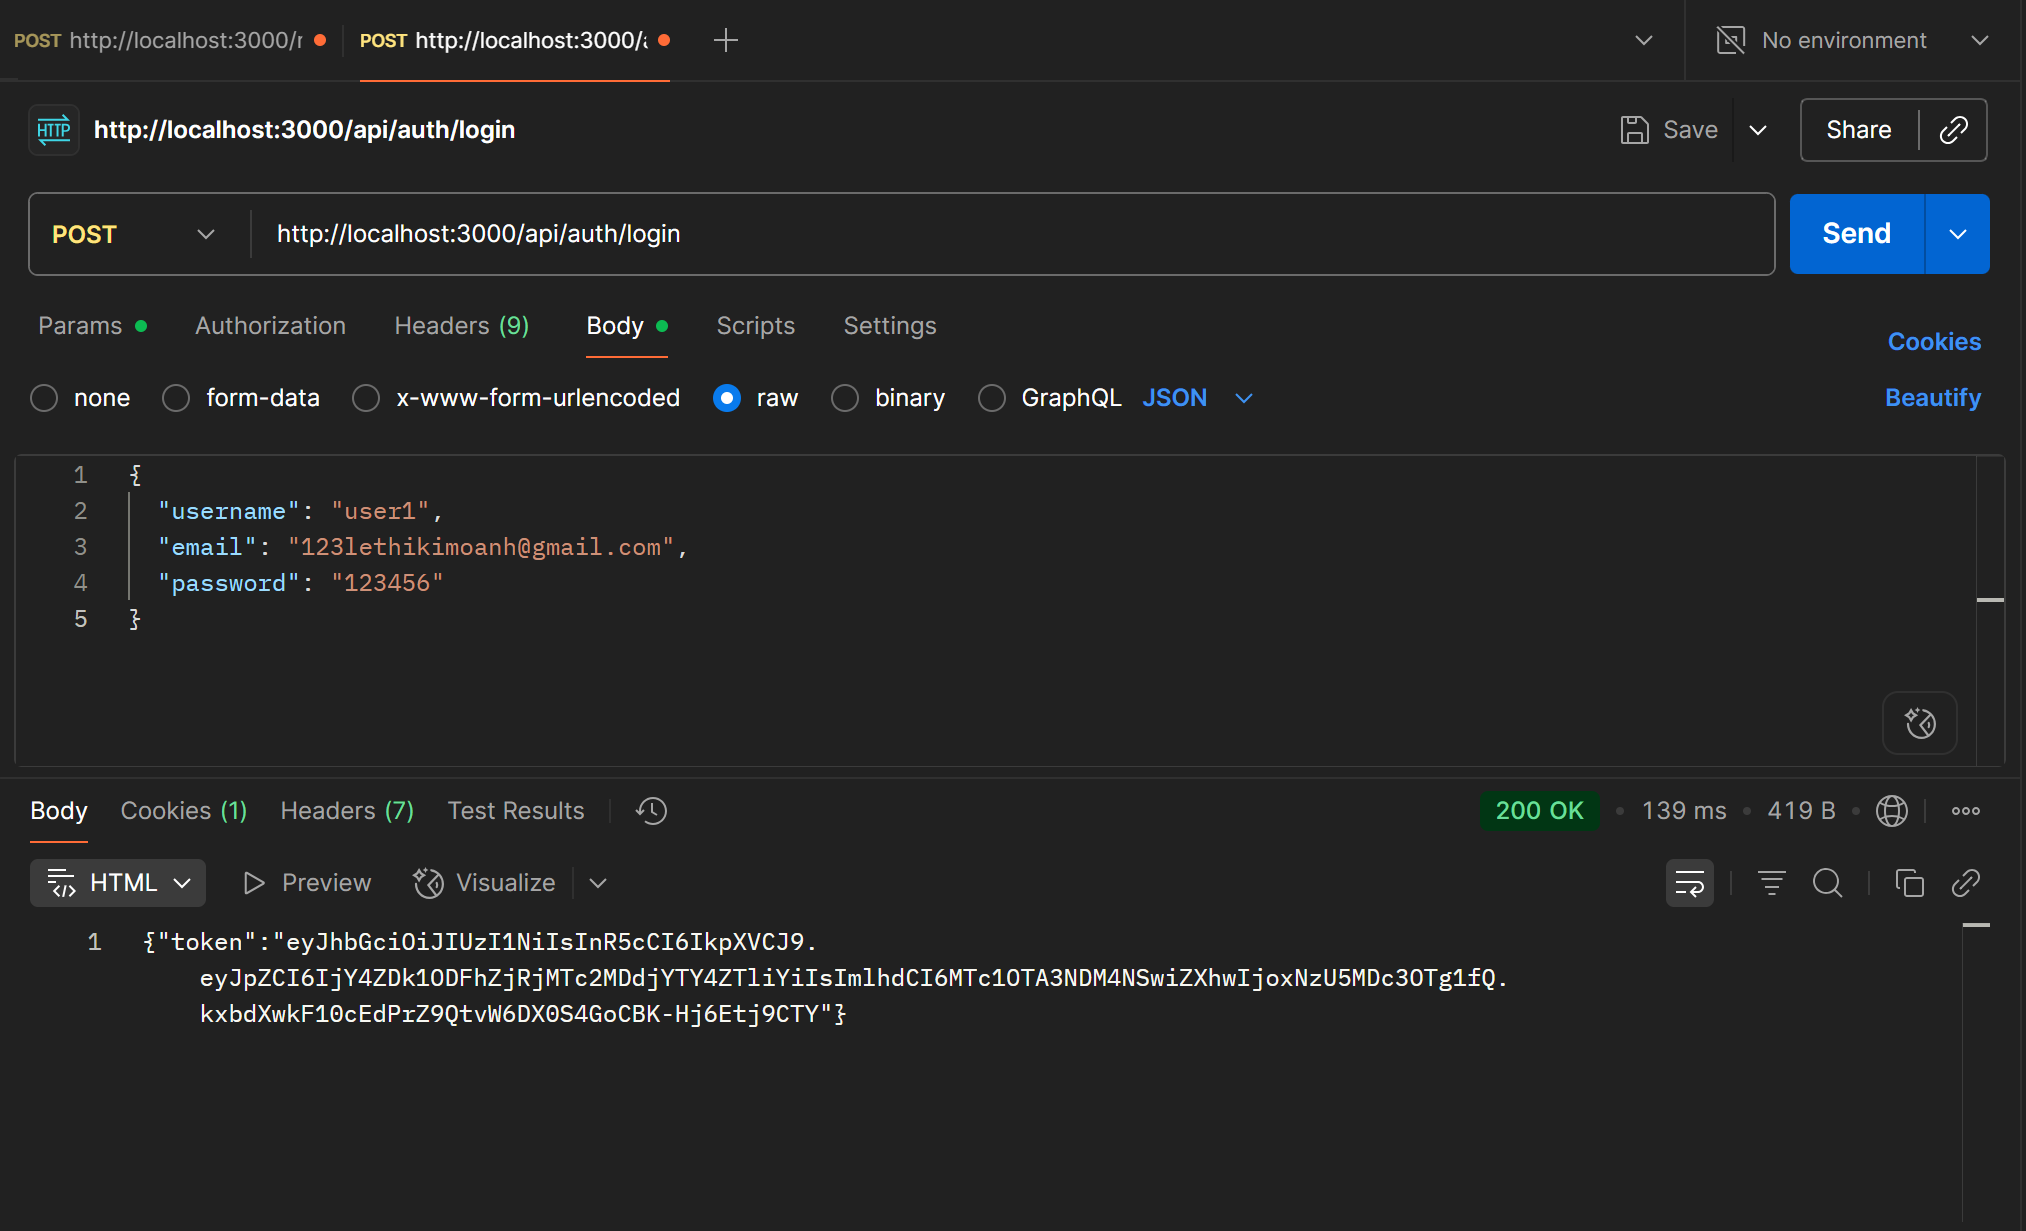 POST http://localhost:3000/r POST http://localhost:3000/a No environment
HTTP http://localhost:3000/api/auth/login Save Share
POST http://localhost:3000/api/auth/login Send
Params Authorization Headers (9) Body Scripts Settings Cookies
none form-data x-www-form-urlencoded raw binary GraphQL JSON Beautify
1 {
2 "username": "user1",
3 "email": "123lethikimoanh@gmail.com",
4 "password": "123456"
5 }
Body Cookies (1) Headers (7) Test Results 200 OK • 139 ms • 419 B
HTML Preview Visualize
1 {"token":"eyJhbGciOiJIUzI1NiIsInR5cCI6IkpXVCJ9.
eyJpZCI6IjY4ZDk1ODFhZjRjMTc2MDdjYTY4ZTliYiIsImlhdCI6MTc1OTA3NDM4NSwiZXhwIjoxNzU5MDc3OTg1fQ.
kxbdXwkF10cEdPrZ9QtvW6DX0S4GoCBK-Hj6Etj9CTY"}